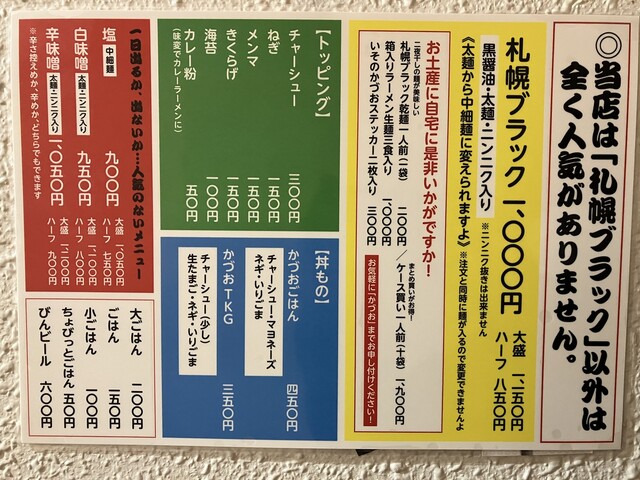 ◎当店は「札幌ブラック」以外は
全く人気がありません。
札幌ブラック 一、〇〇〇円 大盛 一、一五〇円
ハーフ 八五〇円
黒醤油・太麺・ニンニク入り ※ニンニク抜きは出来ません
《太麺から中細麺に変えられますよ》※注文と同時に麺が入るので変更できませんよ
お土産に自宅に是非いかがですか！
二夜干しの麺が美味しい
まとめ買いがお得！
札幌ブラック乾麺一人前（一袋） 二〇〇円／ケース買い一人前（十袋） 一、九〇〇円
箱入りラーメン生麺三食入り 一、〇〇〇円
いそのかづおステッカー二枚入り 三〇〇円
お気軽に「かづお」までお申し付けください！
【トッピング】
チャーシュー 三〇〇円
ねぎ 一五〇円
メンマ 一五〇円
きくらげ 一五〇円
海苔 一〇〇円
カレー粉 五〇円
（味変でカレーラーメンに）
【丼もの】
かづおごはん 四五〇円
チャーシュー・マヨネーズ
ネギ・いりごま
かづおTKG 三五〇円
チャーシュー（少し）
生たまご・ネギ・いりごま
一日出るか、出ないか…人気のないメニュー
塩 中細麺 九〇〇円 大盛 一、〇五〇円
ハーフ 七五〇円
白味噌 太麺・ニンニク入り 九五〇円 大盛 一、一〇〇円
ハーフ 八〇〇円
辛味噌 太麺・ニンニク入り 一、〇五〇円 大盛 一、二〇〇円
ハーフ 九〇〇円
※辛さ控えめか、辛めか、どちらでもできます
大ごはん 二〇〇円
ごはん 一五〇円
小ごはん 一〇〇円
ちょびっとごはん 五〇円
びんビール 六〇〇円